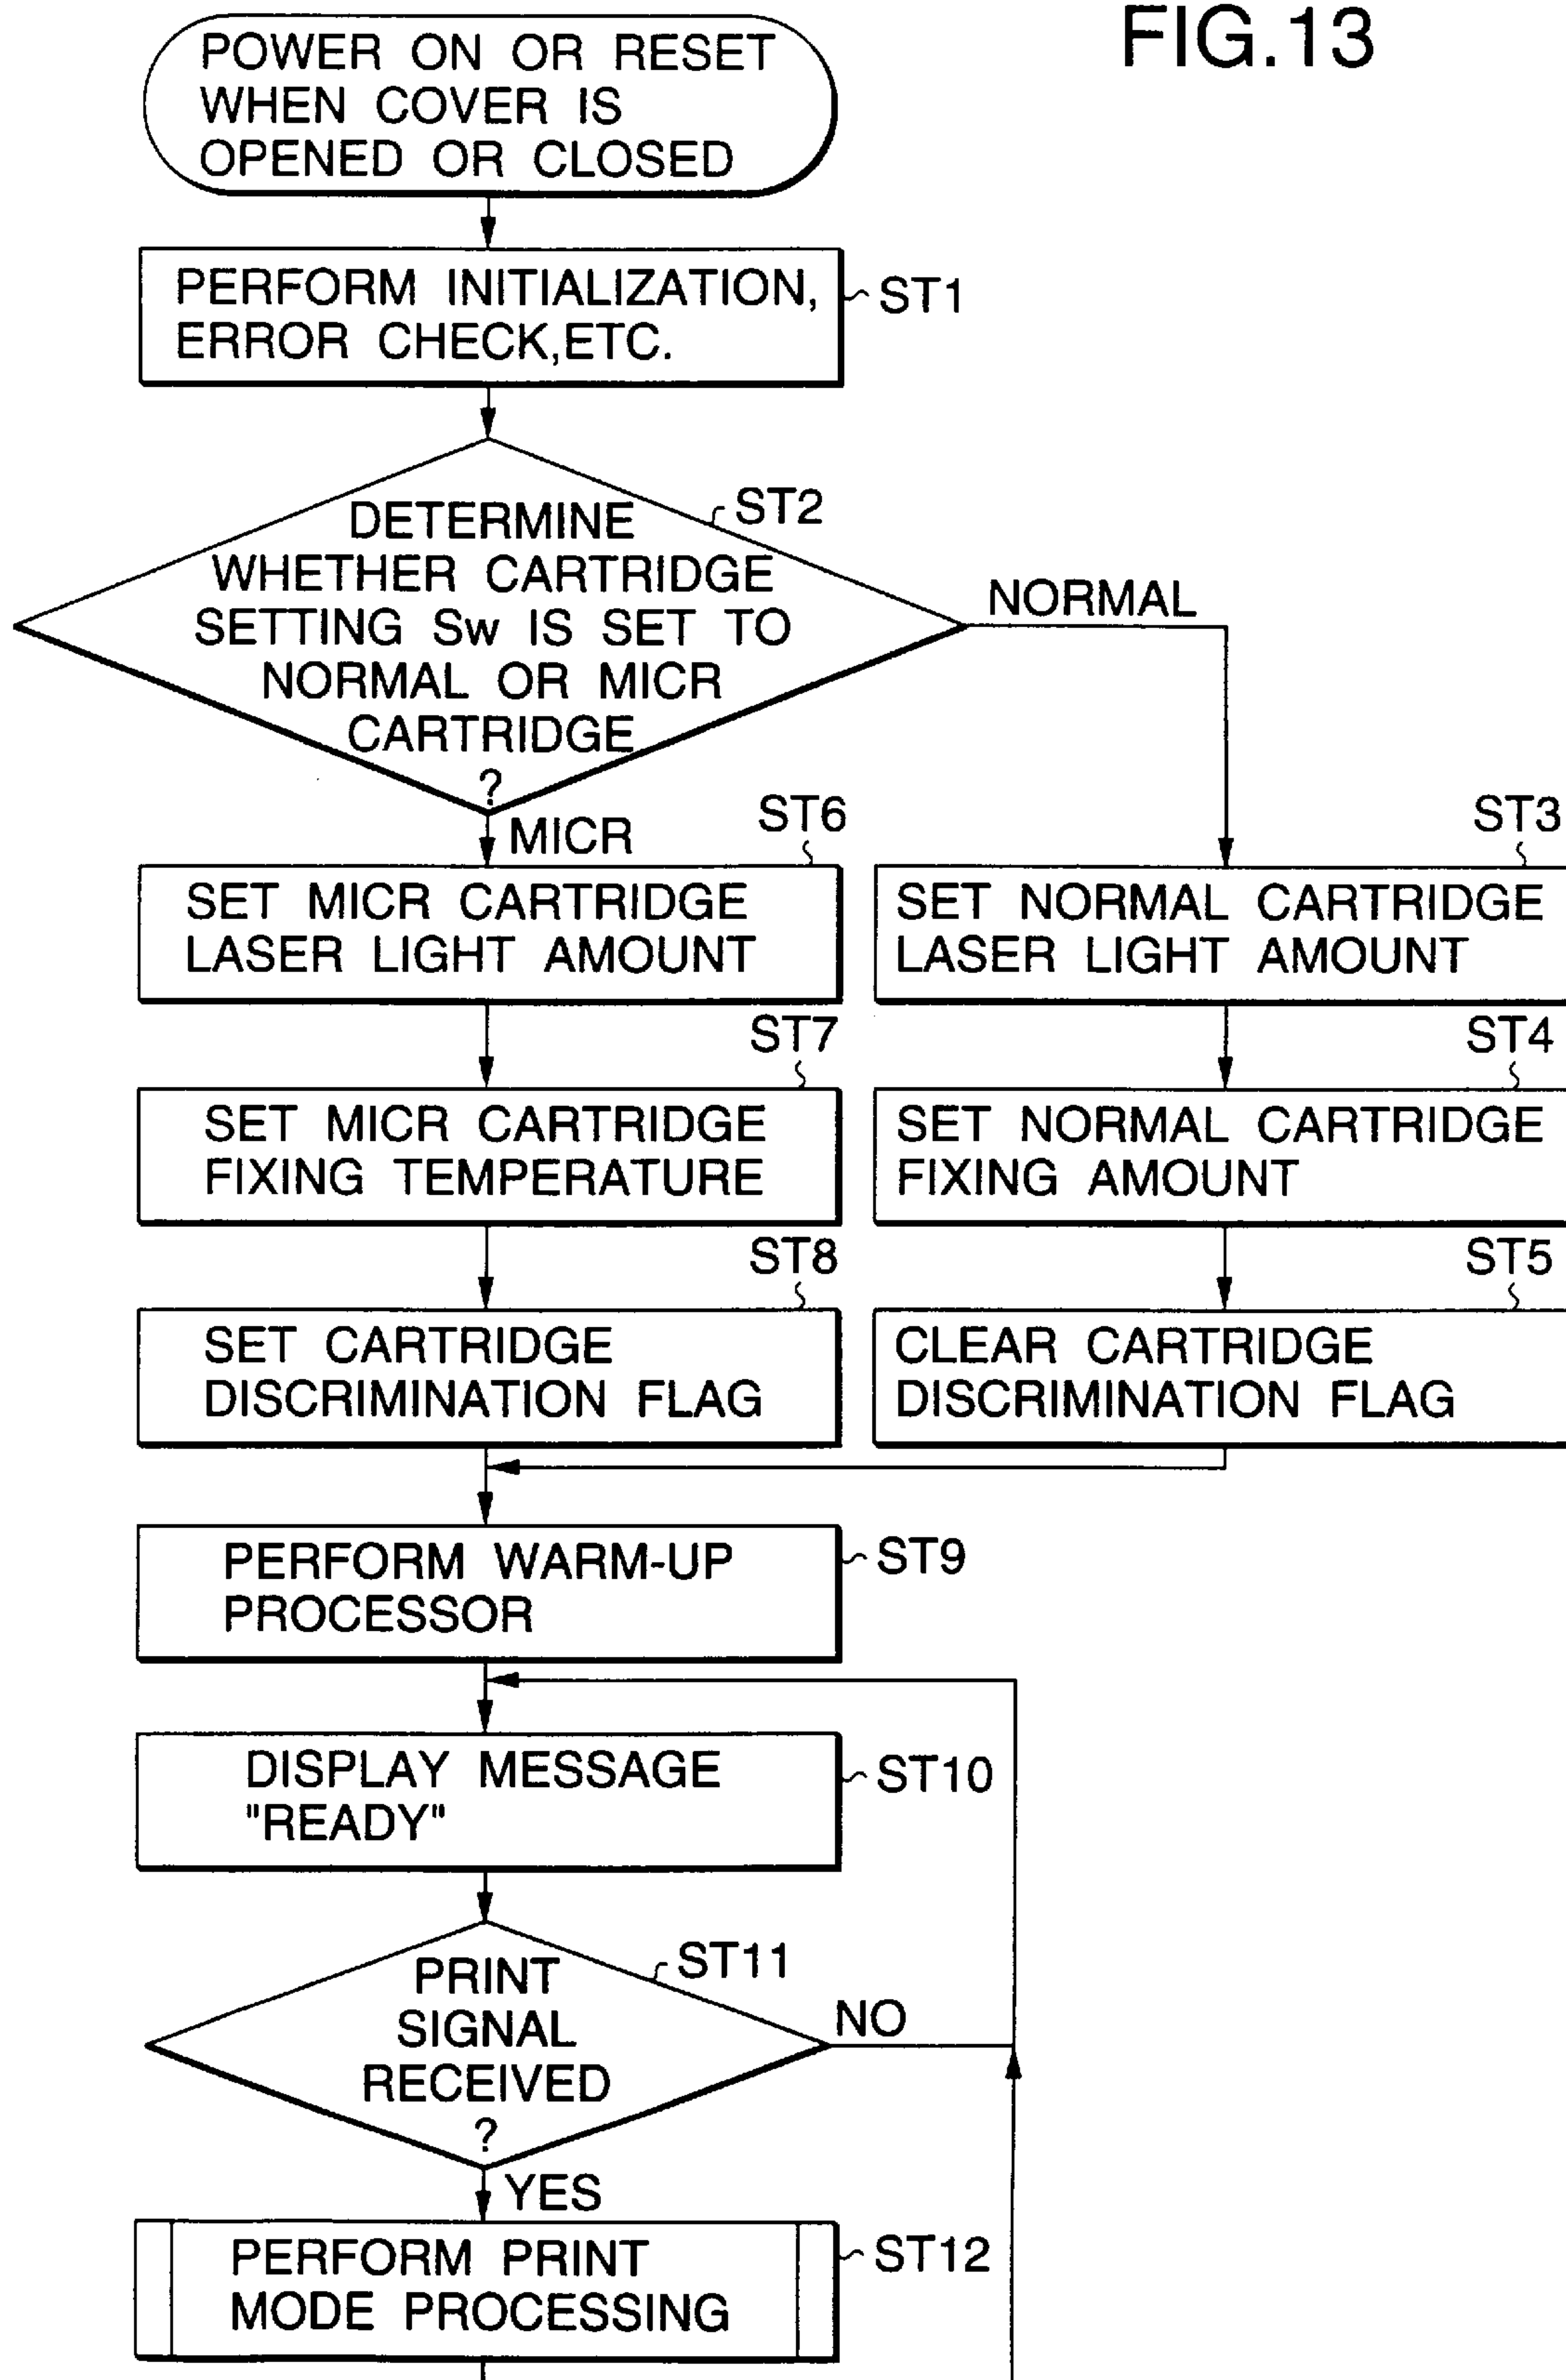 FIG.13
POWER ON OR RESET
WHEN COVER IS
OPENED OR CLOSED
PERFORM INITIALIZATION,
ERROR CHECK,ETC.
ST1
DETERMINE
WHETHER CARTRIDGE
SETTING Sw IS SET TO
NORMAL OR MICR
CARTRIDGE
?
ST2
NORMAL
MICR
ST6
SET MICR CARTRIDGE
LASER LIGHT AMOUNT
ST3
SET NORMAL CARTRIDGE
LASER LIGHT AMOUNT
ST7
SET MICR CARTRIDGE
FIXING TEMPERATURE
ST4
SET NORMAL CARTRIDGE
FIXING AMOUNT
ST8
SET CARTRIDGE
DISCRIMINATION FLAG
ST5
CLEAR CARTRIDGE
DISCRIMINATION FLAG
PERFORM WARM-UP
PROCESSOR
ST9
DISPLAY MESSAGE
"READY"
ST10
PRINT
SIGNAL
RECEIVED
?
ST11
NO
YES
PERFORM PRINT
MODE PROCESSING
ST12